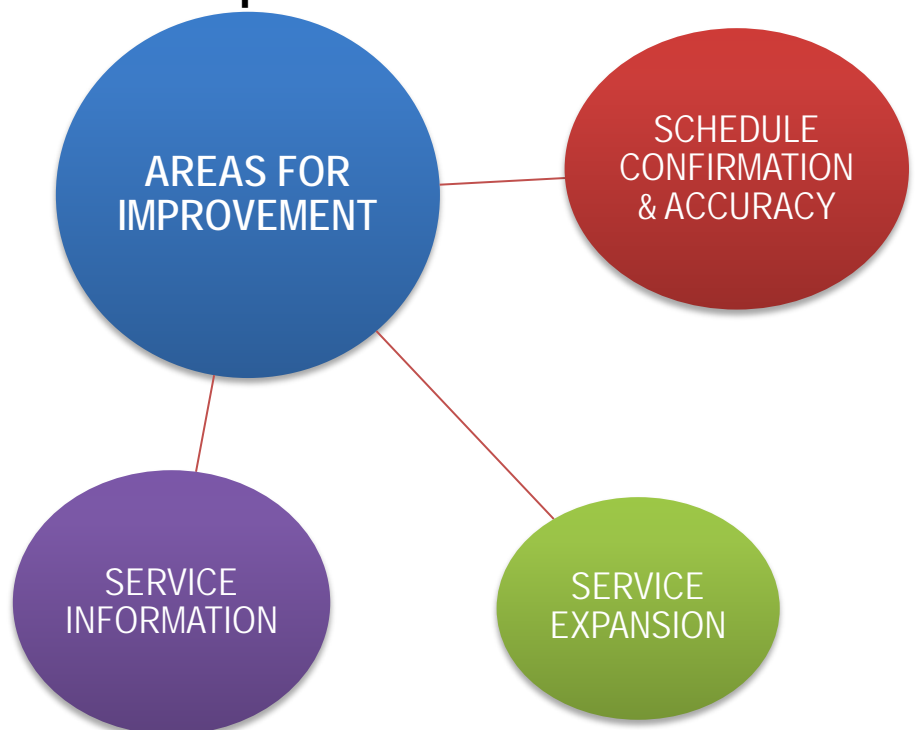 AREAS FOR
IMPROVEMENT
SCHEDULE
CONFIRMATION
& ACCURACY
SERVICE
INFORMATION
SERVICE
EXPANSION